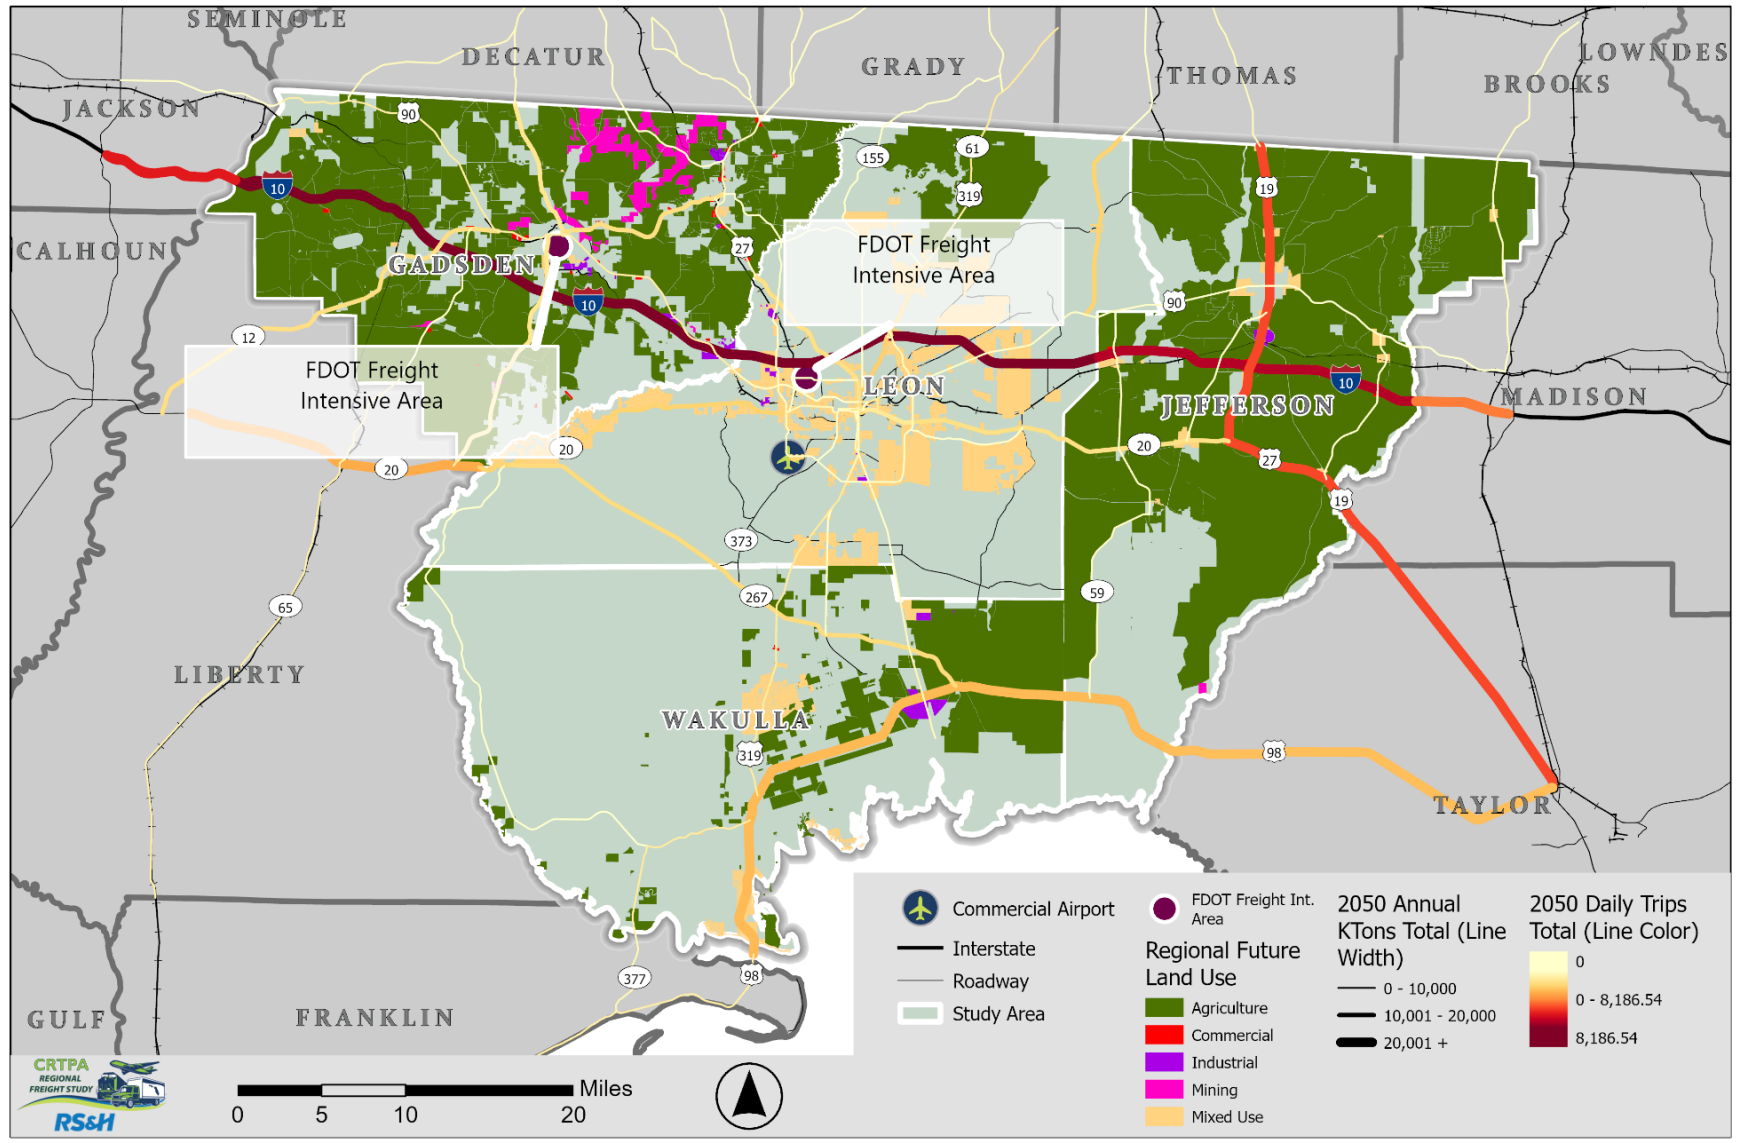 SEMINOLE
DECATUR
GRADY
THOMAS
LOWNDES
BROOKS
JACKSON
90
155
61
319
19
10
CALHOUN
GADSDEN
27
10
FDOT Freight
Intensive Area
90
12
FDOT Freight
Intensive Area
LEON
10
JEFFERSON
MADISON
20
20
20
27
19
373
267
59
65
LIBERTY
WAKULLA
319
98
TAYLOR
377
98
GULF
FRANKLIN
Commercial Airport
Interstate
Roadway
Study Area
FDOT Freight Int.
Area
Regional Future
Land Use
Agriculture
Commercial
Industrial
Mining
Mixed Use
2050 Annual
KTons Total (Line
Width)
0 - 10,000
10,001 - 20,000
20,001 +
2050 Daily Trips
Total (Line Color)
0
0 - 8,186.54
8,186.54
CRTPA
REGIONAL
FREIGHT STUDY
RS&H
Miles
0 5 10 20